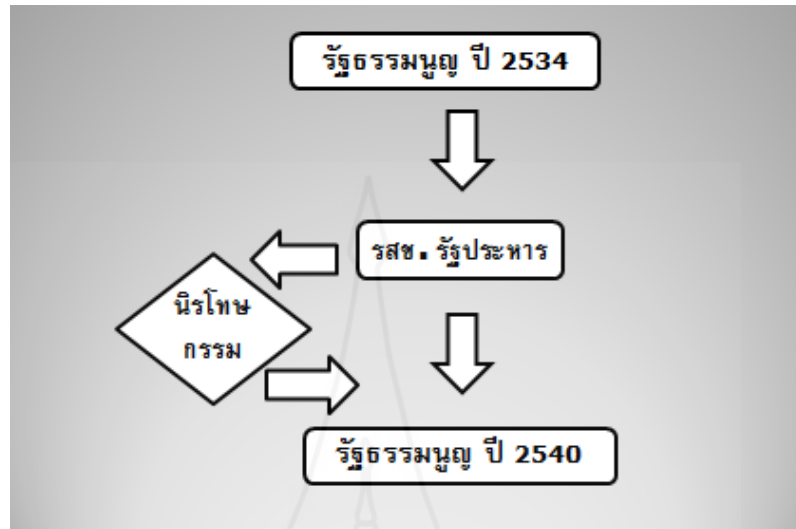 รัฐธรรมนูญ ปี 2534
รสช. รัฐประหาร
นิรโทษ
กรรม
รัฐธรรมนูญ ปี 2540